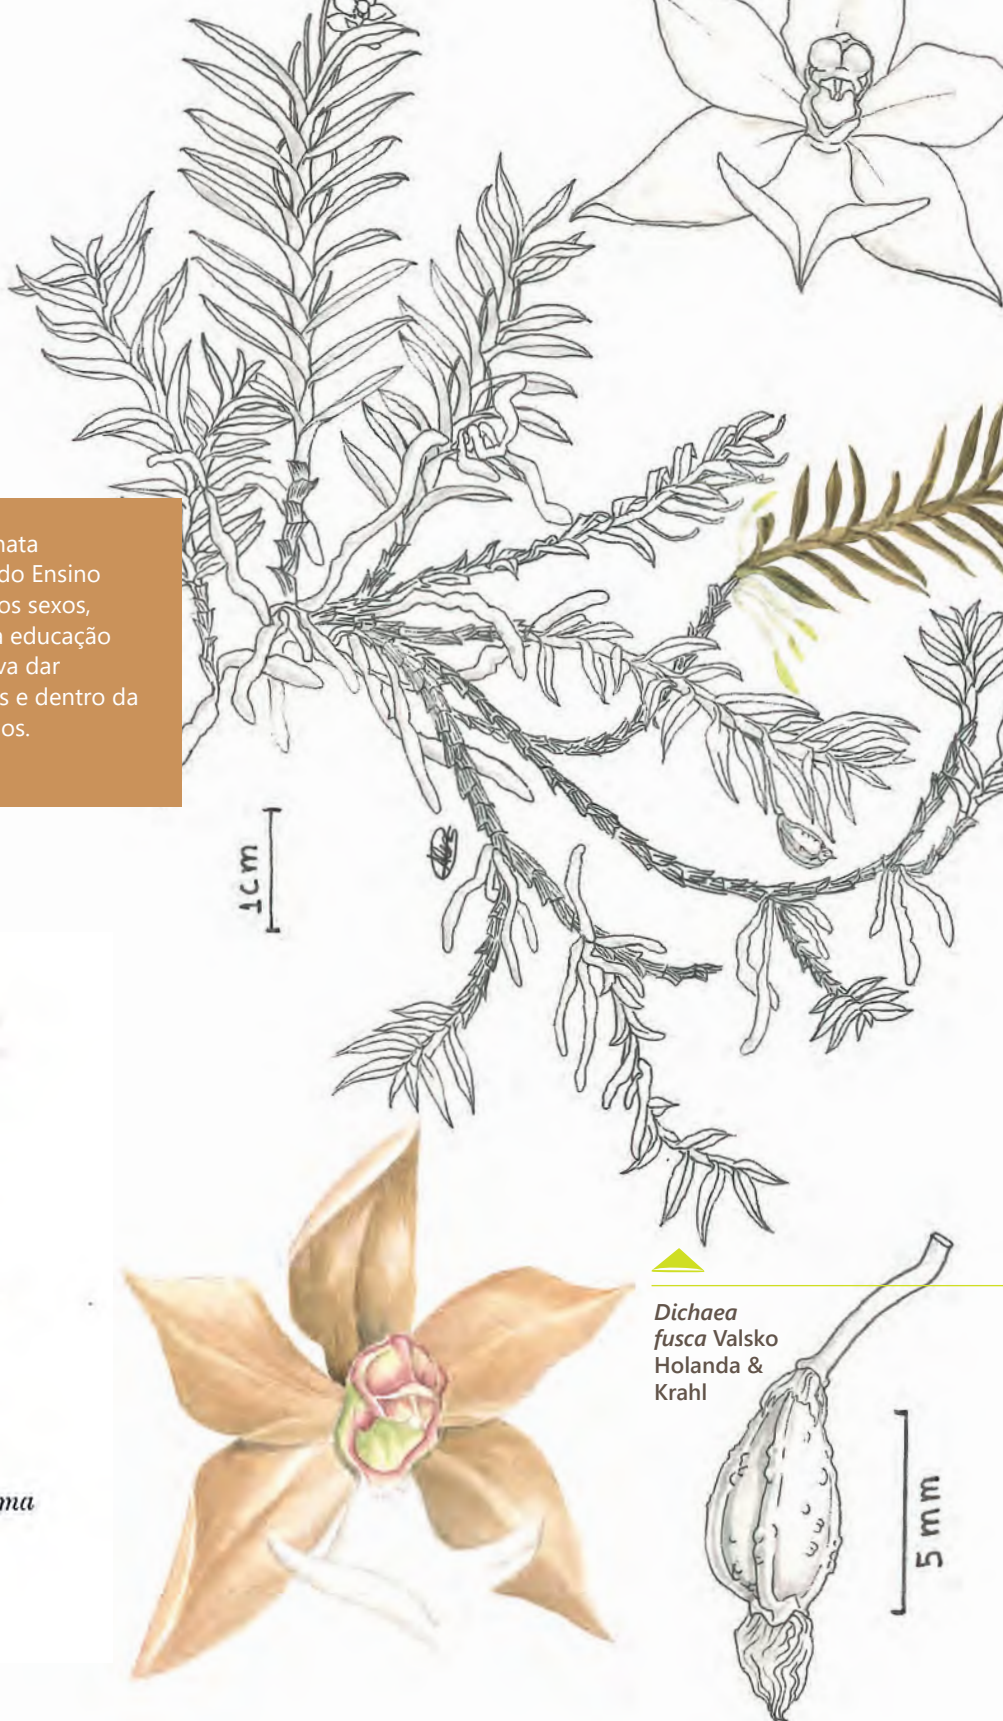 nata
do Ensino
os sexos,
educação
va dar
s e dentro da
os.
1cm
Dichaea
fusca Valsko
Holanda &
Krahl
ma
5 mm